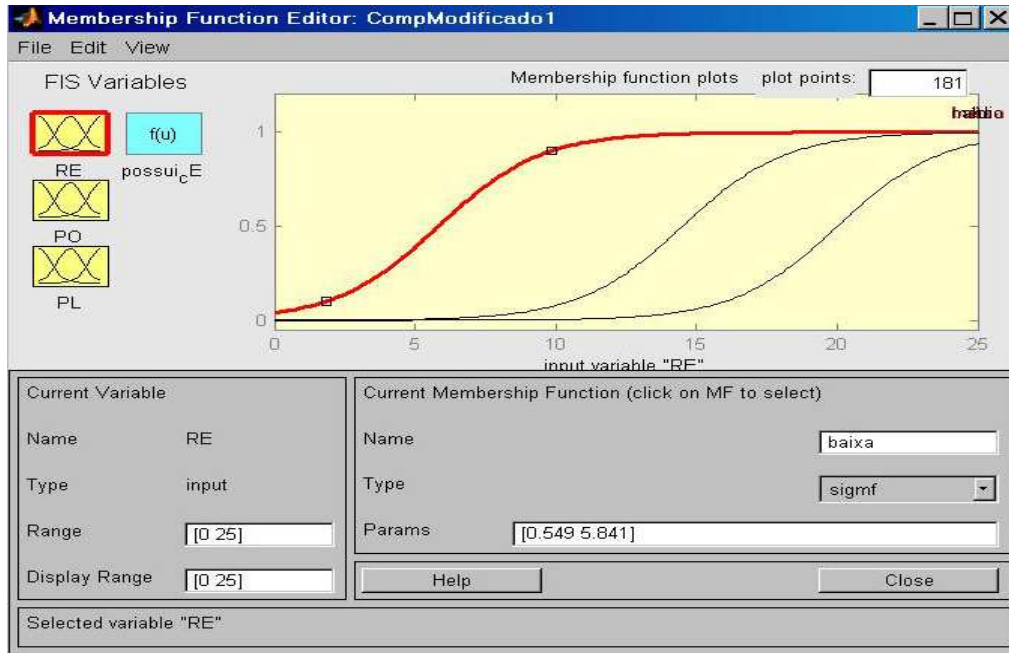 Membership Function Editor: CompModificado1
File Edit View
FIS Variables
Membership function plots plot points: 181
f(u)
RE
possui_cE
PO
PL
1
0.5
0
0 5 10 15 20 25
input variable "RE"
Current Variable
Name RE
Type input
Range [0 25]
Display Range [0 25]
Current Membership Function (click on MF to select)
Name baixa
Type sigmf
Params [0.549 5.841]
Help Close
Selected variable "RE"